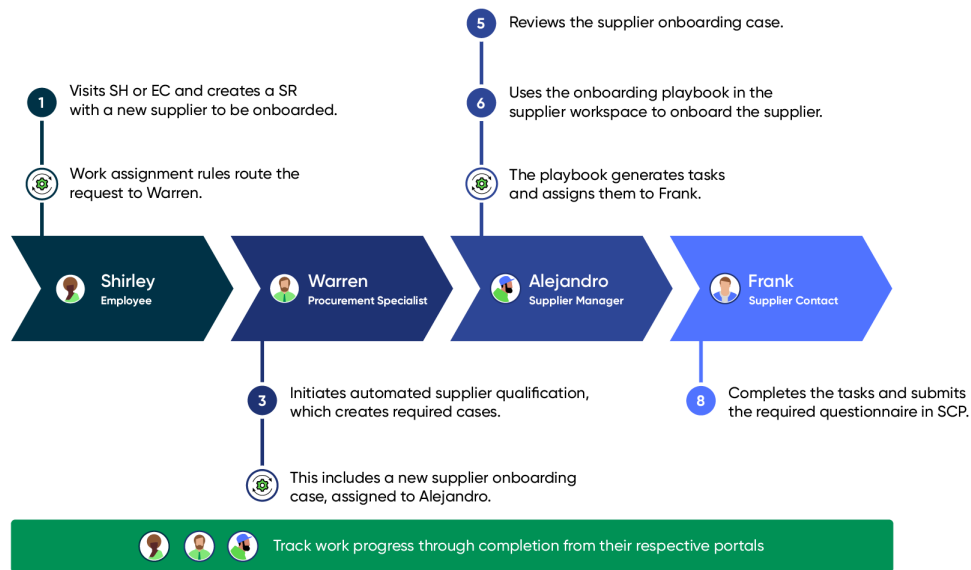 1
Visits SH or EC and creates a SR
with a new supplier to be onboarded.
Work assignment rules route the
request to Warren.
5
Reviews the supplier onboarding case.
6
Uses the onboarding playbook in the
supplier workspace to onboard the supplier.
The playbook generates tasks
and assigns them to Frank.
Shirley
Employee
Warren
Procurement Specialist
Alejandro
Supplier Manager
Frank
Supplier Contact
3
Initiates automated supplier qualification,
which creates required cases.
This includes a new supplier onboarding
case, assigned to Alejandro.
8
Completes the tasks and submits
the required questionnaire in SCP.
Track work progress through completion from their respective portals